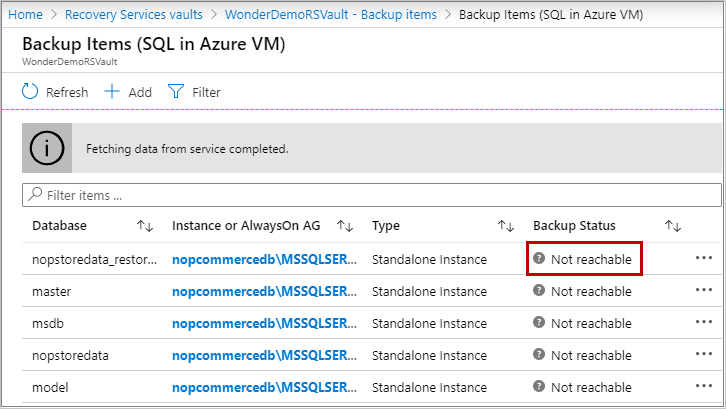 Home > Recovery Services vaults > WonderDemoRSVault - Backup items > Backup Items (SQL in Azure VM)
Backup Items (SQL in Azure VM)
WonderDemoRSVault
Refresh Add Filter
Fetching data from service completed.
Filter items ...
Database Instance or AlwaysOn AG Type Backup Status
nopstoredata_restor... nopcommercedb\MSSQLSER... Standalone Instance Not reachable
master nopcommercedb\MSSQLSER... Standalone Instance Not reachable
msdb nopcommercedb\MSSQLSER... Standalone Instance Not reachable
nopstoredata nopcommercedb\MSSQLSER... Standalone Instance Not reachable
model nopcommercedb\MSSQLSER... Standalone Instance Not reachable